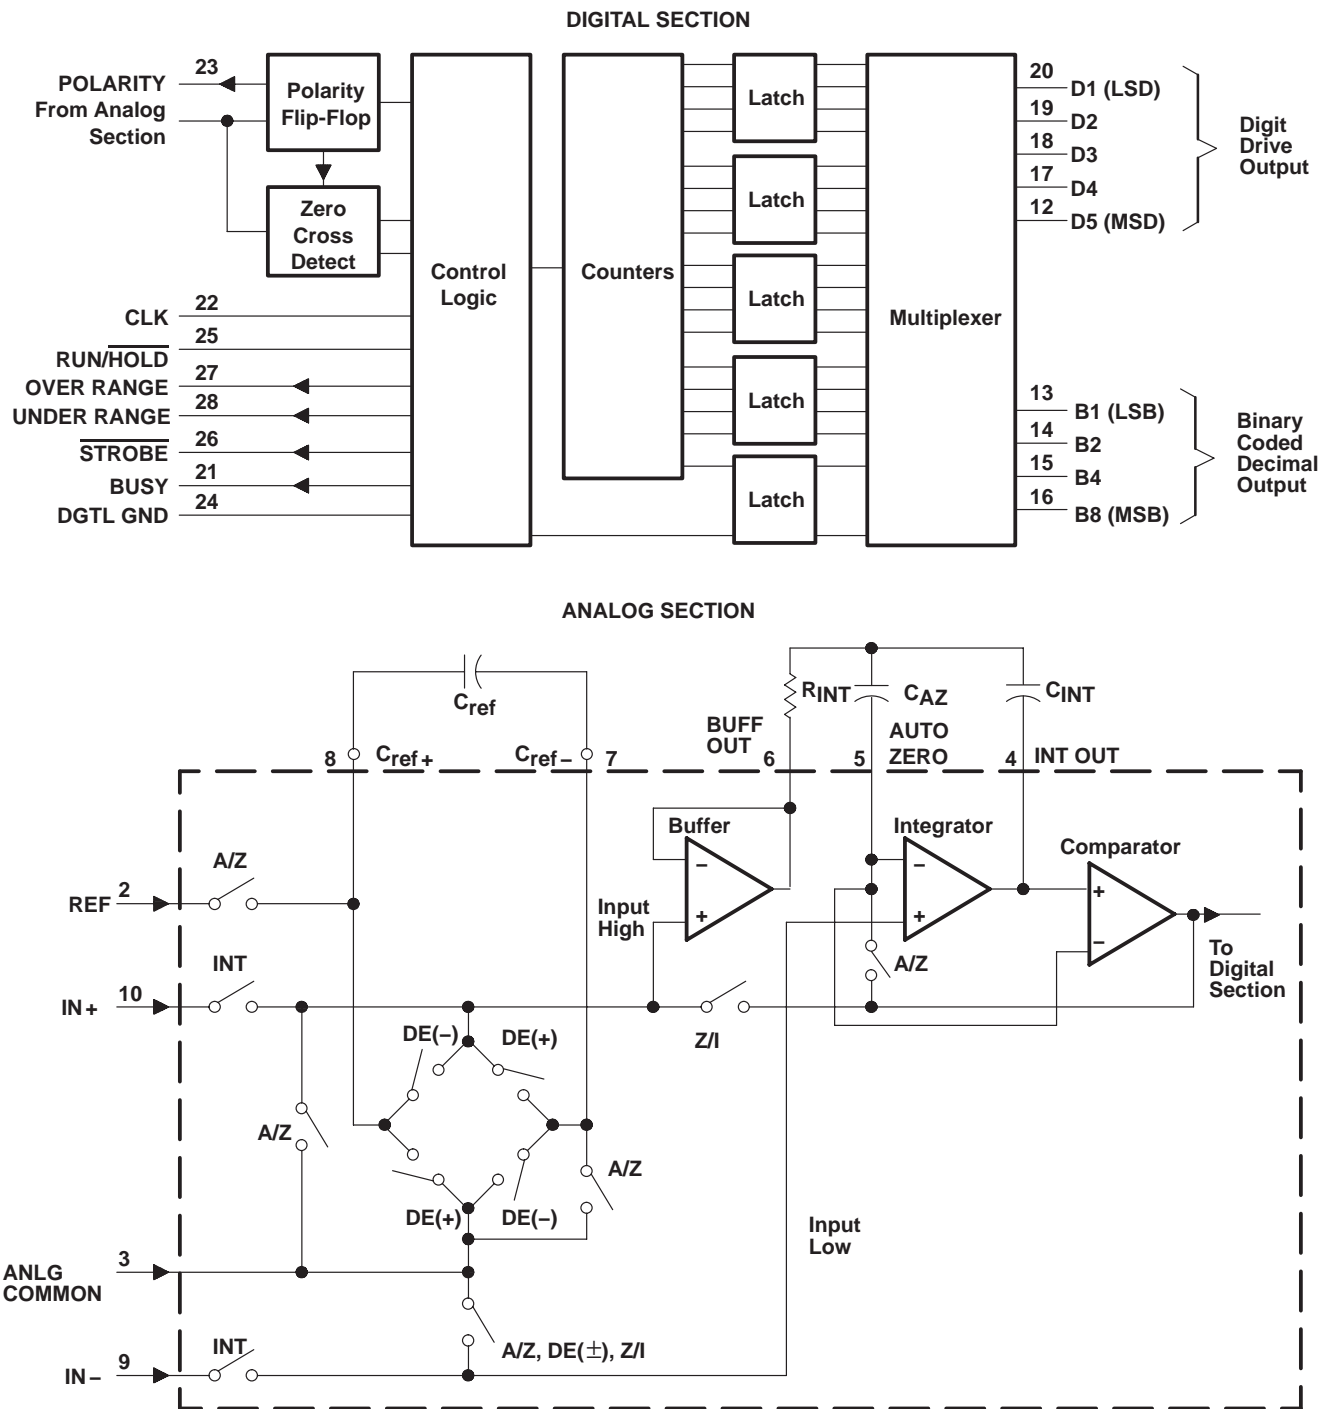 DIGITAL SECTION
POLARITY
23
From Analog
Section
Polarity
Flip-Flop
Zero
Cross
Detect
CLK
22
RUN/HOLD
25
OVER RANGE
27
UNDER RANGE
28
STROBE
26
BUSY
21
DGTL GND
24
Control
Logic
Counters
Latch
Latch
Latch
Latch
Latch
Multiplexer
20
D1 (LSD)
19
D2
18
D3
17
D4
12
D5 (MSD)
Digit
Drive
Output
13
B1 (LSB)
14
B2
15
B4
16
B8 (MSB)
Binary
Coded
Decimal
Output
ANALOG SECTION
Cref
8
Cref+
Cref−
7
RINT
CAZ
CINT
BUFF
OUT
6
5
AUTO
ZERO
4
INT OUT
REF
2
A/Z
Buffer
−
+
Input
High
Integrator
−
+
Comparator
+
−
To
Digital
Section
A/Z
IN+
10
INT
Z/I
DE(−)
DE(+)
A/Z
A/Z
DE(+)
DE(−)
Input
Low
ANLG
COMMON
3
A/Z, DE(±), Z/I
IN−
9
INT